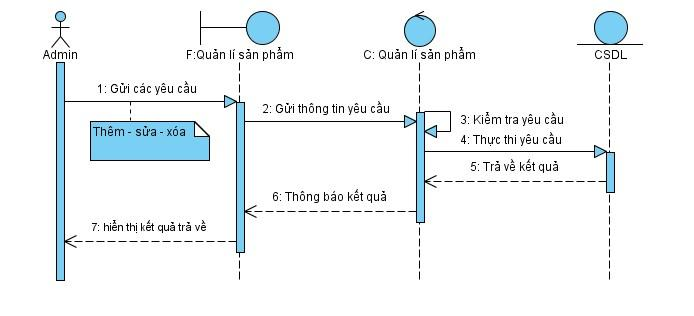 Admin
F:Quản lí sản phẩm
C: Quản lí sản phẩm
CSDL
1: Gửi các yêu cầu
2: Gửi thông tin yêu cầu
3: Kiểm tra yêu cầu
Thêm - sửa - xóa
4: Thực thi yêu cầu
5: Trả về kết quả
6: Thông báo kết quả
7: hiển thị kết quả trả về